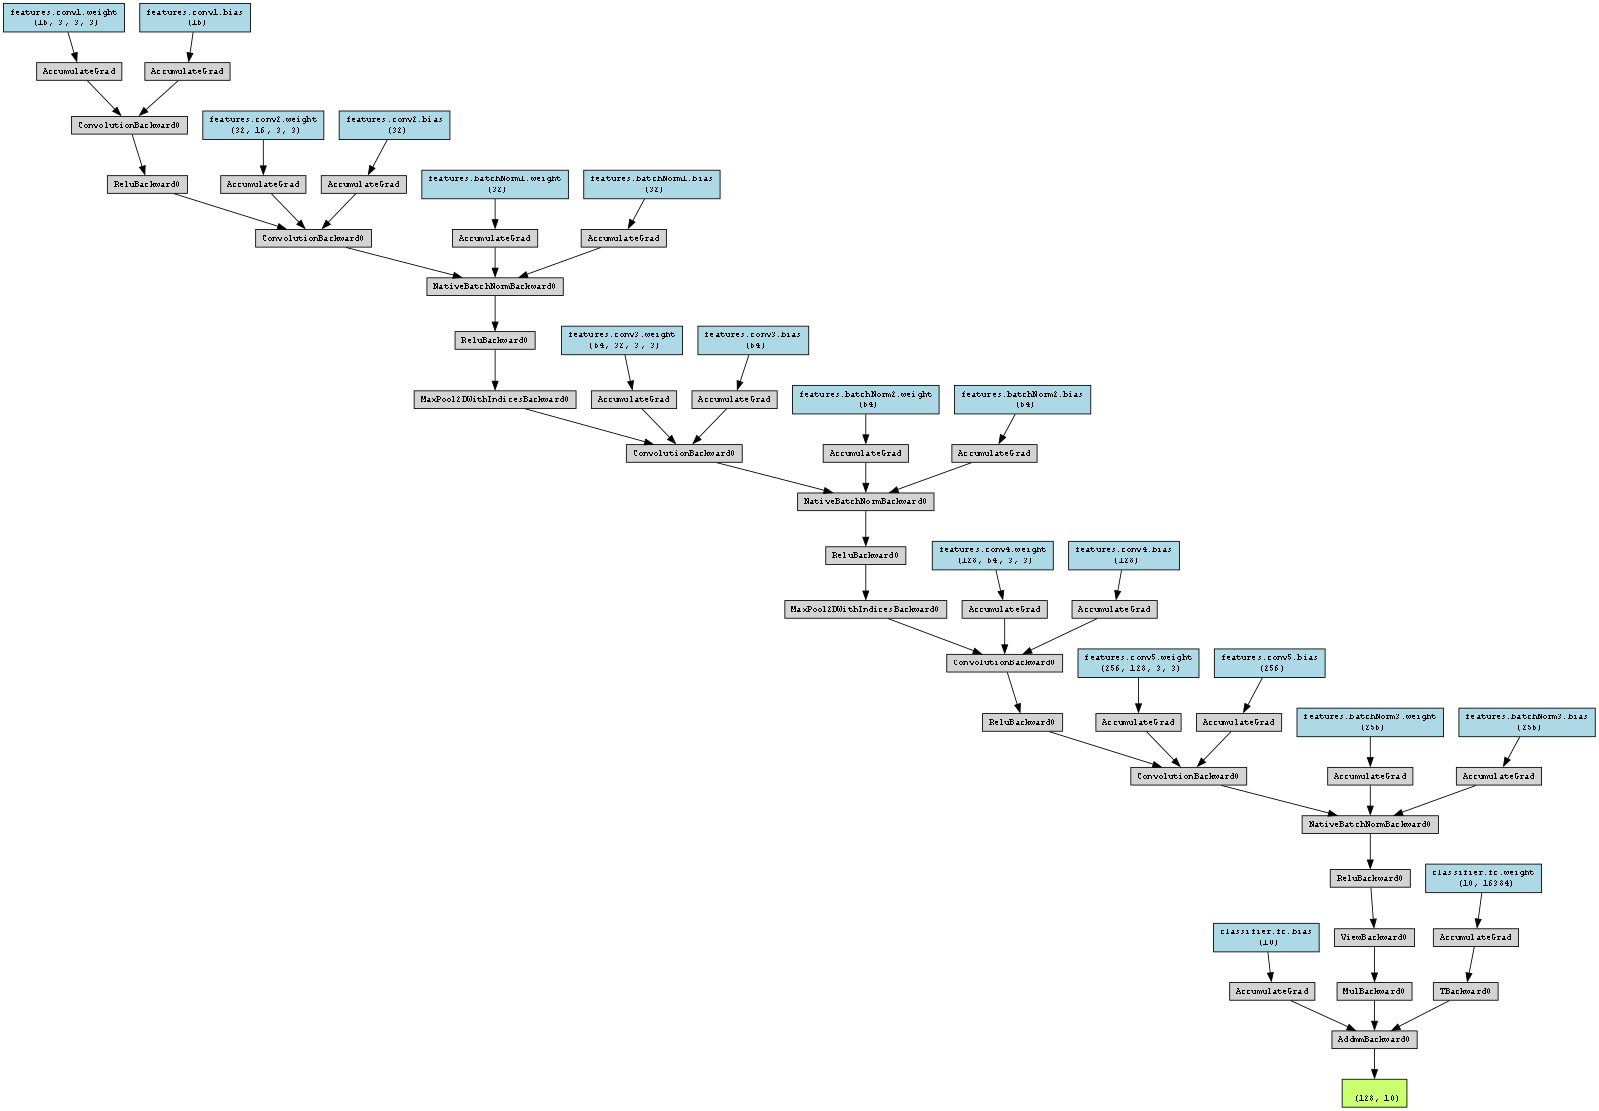 features.conv1.weight
(16, 3, 3, 3)
features.conv1.bias
(16)
AccumulateGrad
AccumulateGrad
ConvolutionBackward0
features.conv2.weight
(32, 16, 3, 3)
features.conv2.bias
(32)
ReluBackward0
AccumulateGrad
AccumulateGrad
features.batchNorm1.weight
(32)
features.batchNorm1.bias
(32)
ConvolutionBackward0
AccumulateGrad
AccumulateGrad
NativeBatchNormBackward0
ReluBackward0
features.conv3.weight
(64, 32, 3, 3)
features.conv3.bias
(64)
MaxPool2DWithIndicesBackward0
AccumulateGrad
AccumulateGrad
features.batchNorm2.weight
(64)
features.batchNorm2.bias
(64)
ConvolutionBackward0
AccumulateGrad
AccumulateGrad
NativeBatchNormBackward0
ReluBackward0
features.conv4.weight
(128, 64, 3, 3)
features.conv4.bias
(128)
MaxPool2DWithIndicesBackward0
AccumulateGrad
AccumulateGrad
ConvolutionBackward0
features.conv5.weight
(256, 128, 3, 3)
features.conv5.bias
(256)
ReluBackward0
AccumulateGrad
AccumulateGrad
features.batchNorm3.weight
(256)
features.batchNorm3.bias
(256)
ConvolutionBackward0
AccumulateGrad
AccumulateGrad
NativeBatchNormBackward0
ReluBackward0
classifier.fc.weight
(10, 16384)
classifier.fc.bias
(10)
ViewBackward0
AccumulateGrad
AccumulateGrad
MulBackward0
TBackward0
AddmmBackward0
(128, 10)